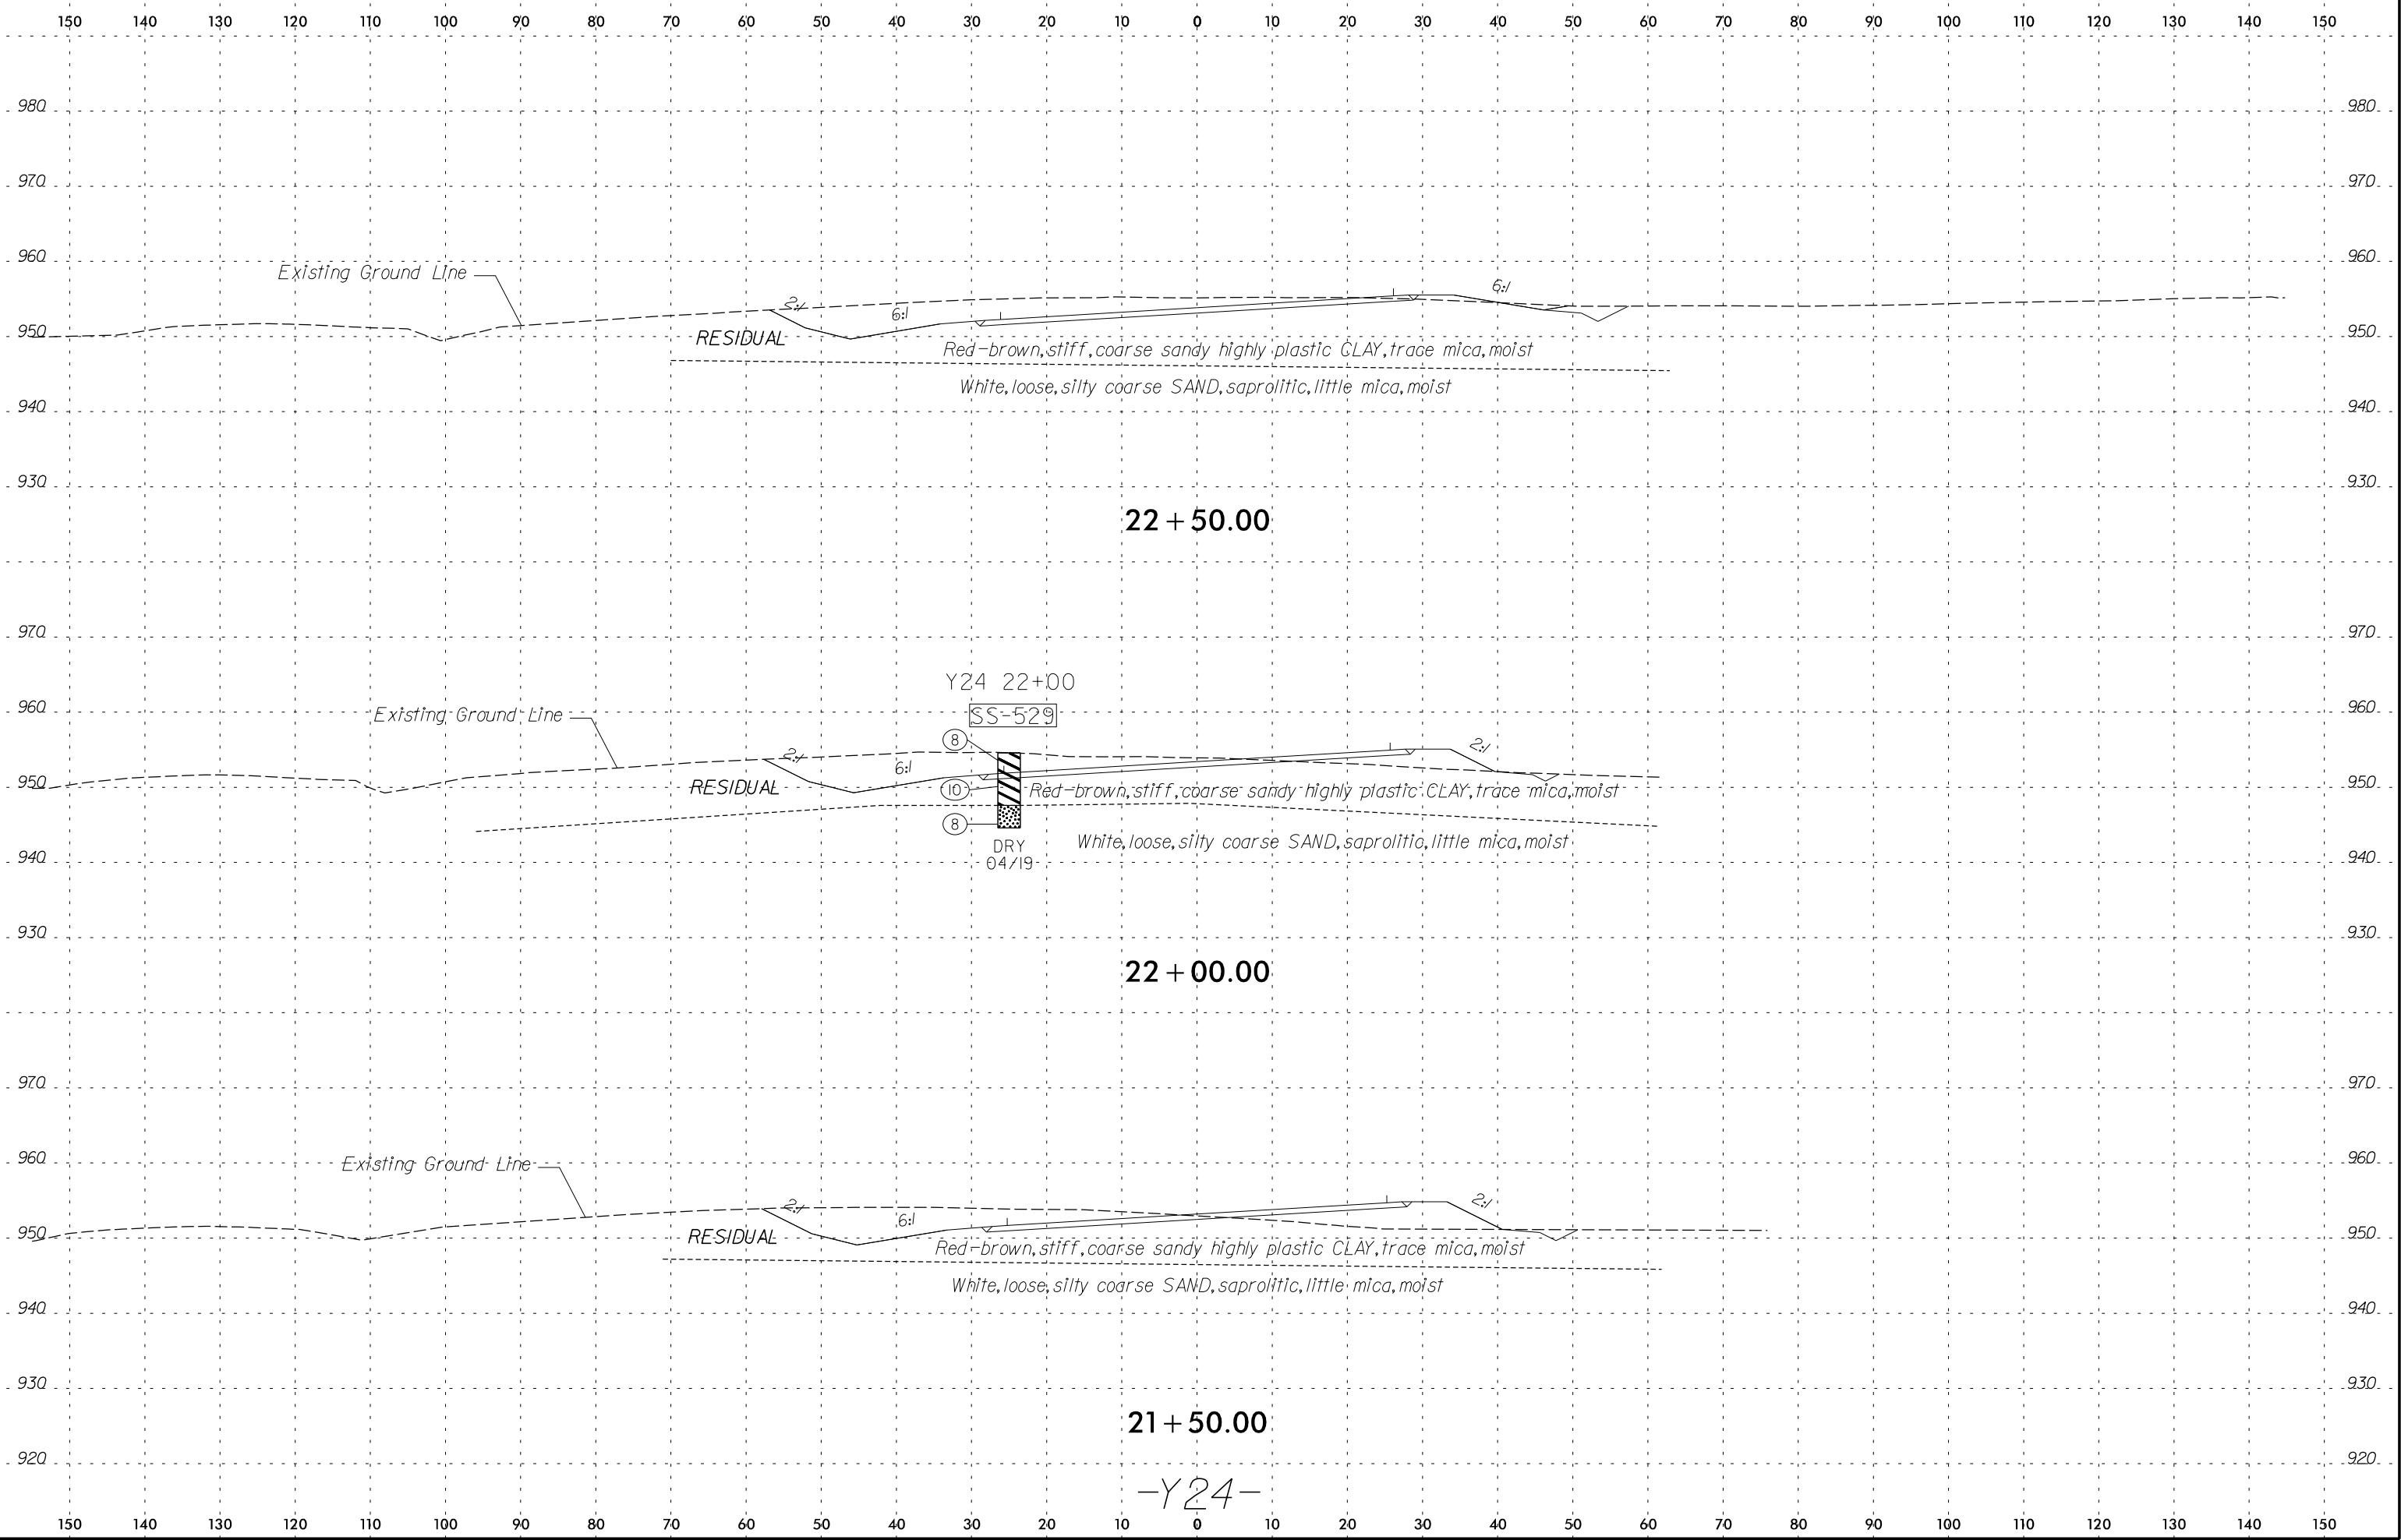 150 140 130 120 110 100 90 80 70 60 50 40 30 20 10 0 10 20 30 40 50 60 70 80 90 100 110 120 130 140 150
980 980
970 970
960 960
Existing Ground Line
6:1
2:1
6:1
950 950
RESIDUAL
Red-brown, stiff, coarse sandy highly plastic CLAY, trace mica, moist
White, loose, silty coarse SAND, saprolitic, little mica, moist
940 940
930 930
22+50.00
970 970
Y24 22+00
960 960
Existing Ground Line
SS-529
8
2:1
2:1
6:1
950 950
RESIDUAL
10
Red-brown, stiff, coarse sandy highly plastic CLAY, trace mica, moist
8
White, loose, silty coarse SAND, saprolitic, little mica, moist
DRY
04/19
940 940
930 930
22+00.00
970 970
960 960
Existing Ground Line
2:1
2:1
6:1
950 950
RESIDUAL
Red-brown, stiff, coarse sandy highly plastic CLAY, trace mica, moist
White, loose, silty coarse SAND, saprolitic, little mica, moist
940 940
930 930
21+50.00
920 920
-Y24-
150 140 130 120 110 100 90 80 70 60 50 40 30 20 10 0 10 20 30 40 50 60 70 80 90 100 110 120 130 140 150